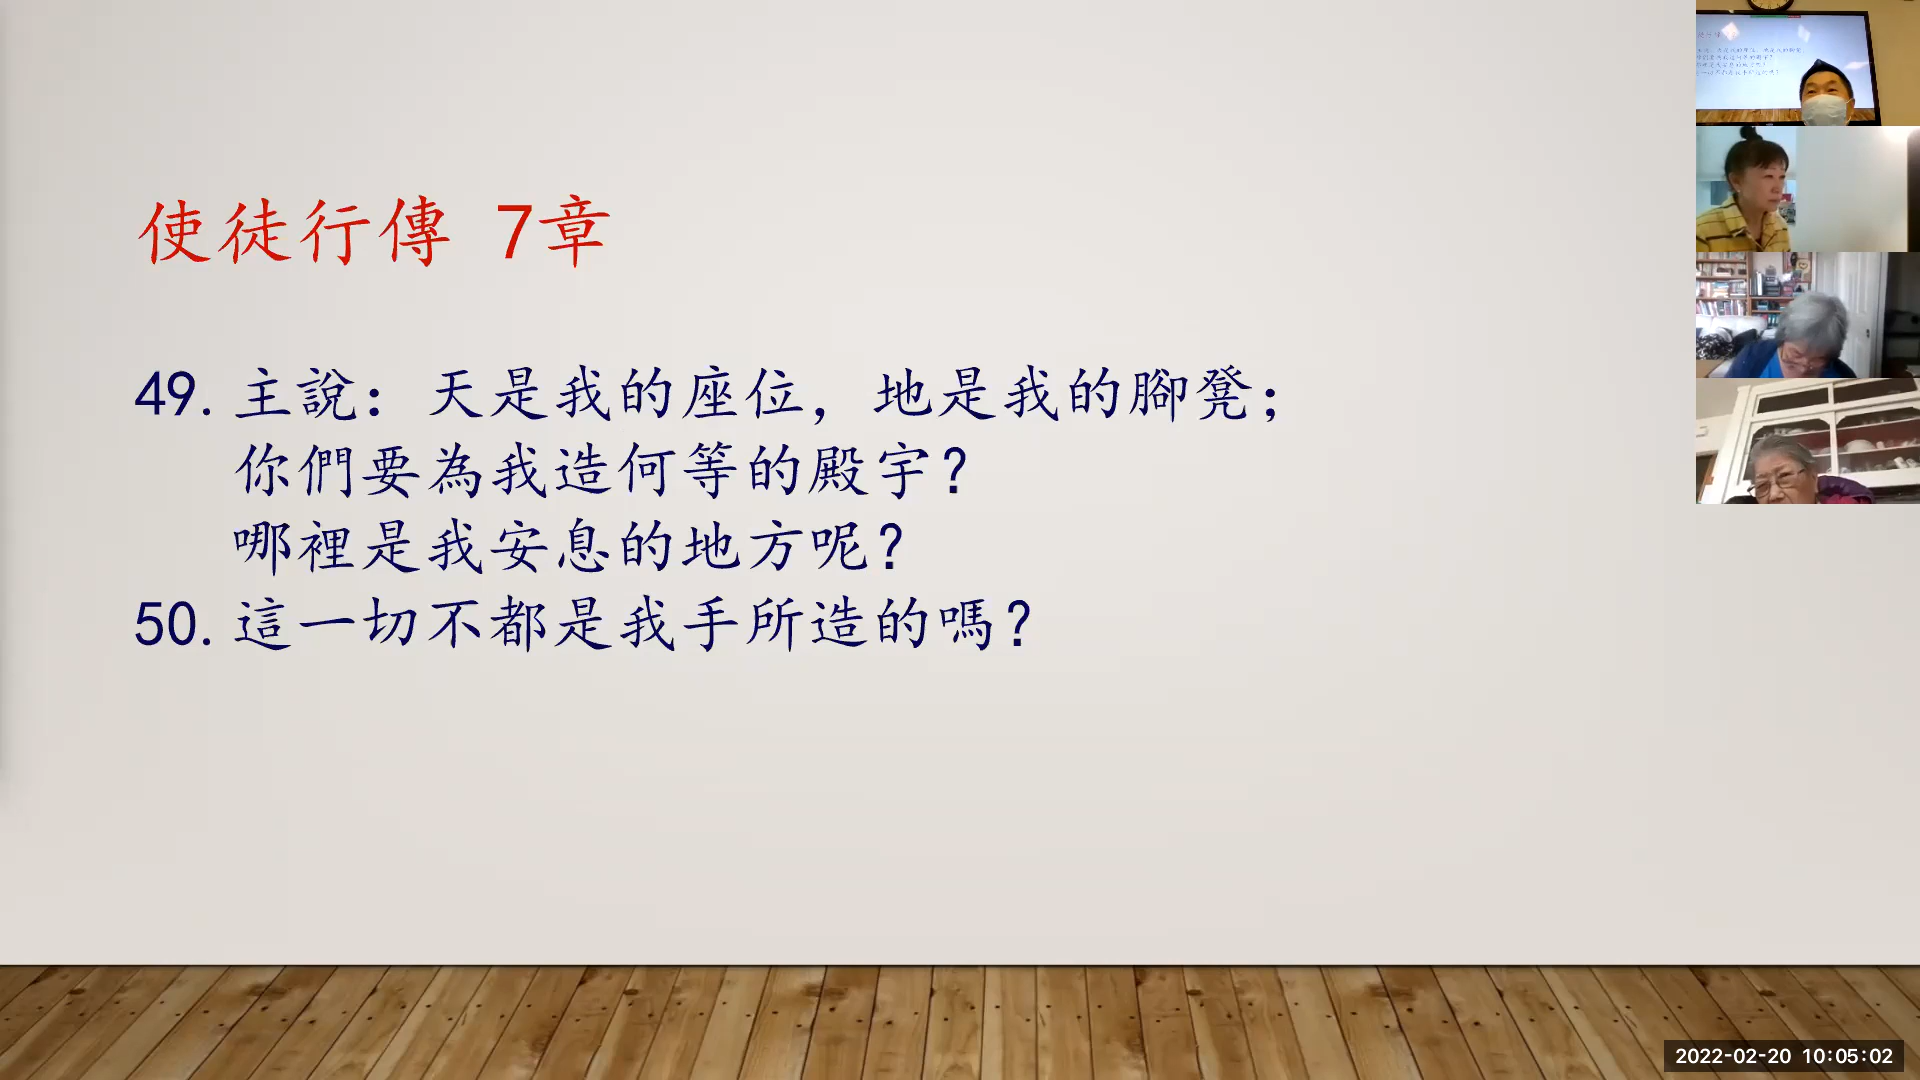 使徒行傳 7章
49. 主說：天是我的座位，地是我的腳凳；
你們要為我造何等的殿宇？
哪裡是我安息的地方呢？
50. 這一切不都是我手所造的嗎？
2022-02-20 10:05:02